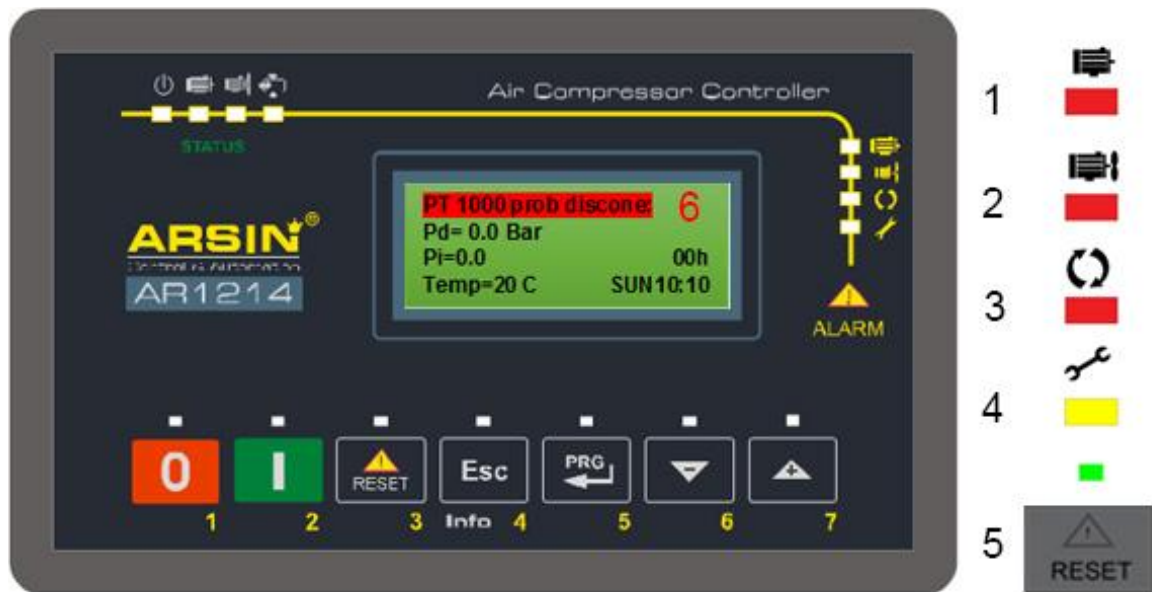 Air Compressor Controller
STATUS
PT 1000 prob discone: 6
Pd= 0.0 Bar
Pi=0.0 00h
Temp=20 C SUN10:10
ARSIN®
Control & Automation
AR1214
ALARM
0 I RESET Esc PRG - +
1 2 3 Info 4 5 6 7
1
2
3
4
5
RESET